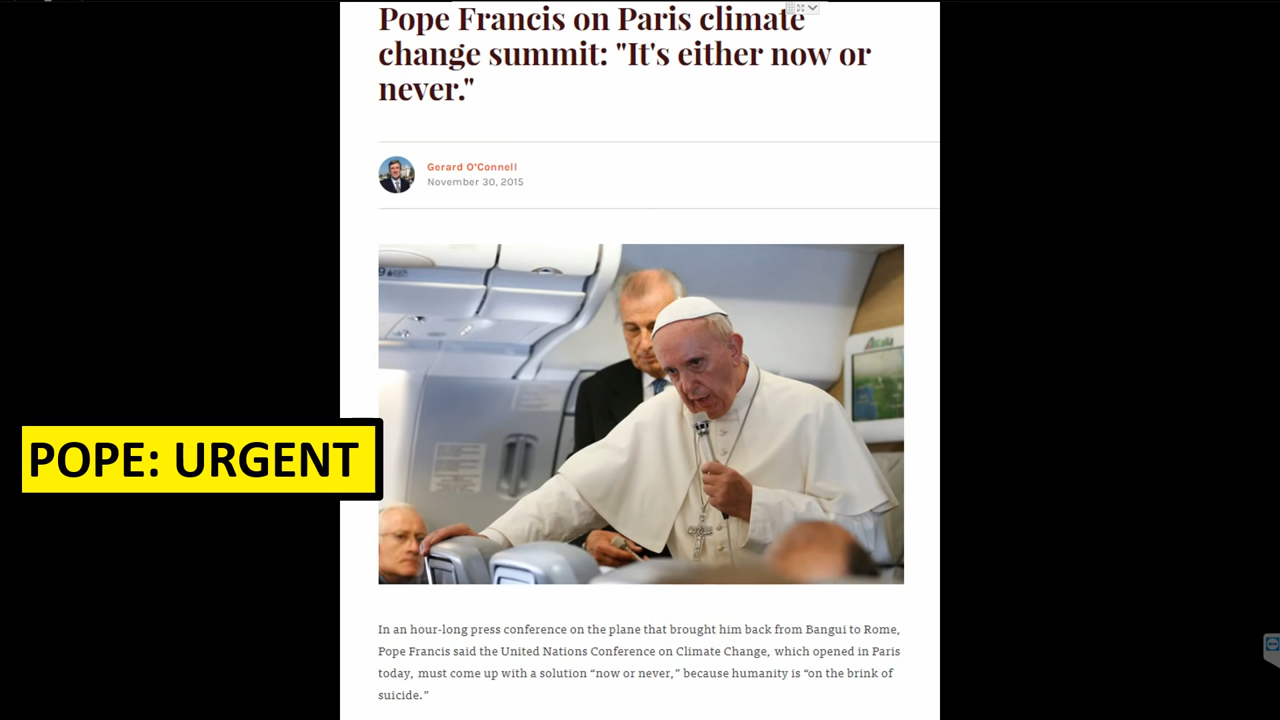 Pope Francis on Paris climate
change summit: "It's either now or
never."
Gerard O'Connell
November 30, 2015
Alitalia
POPE: URGENT
In an hour-long press conference on the plane that brought him back from Bangui to Rome,
Pope Francis said the United Nations Conference on Climate Change, which opened in Paris
today, must come up with a solution “now or never,” because humanity is “on the brink of
suicide.”